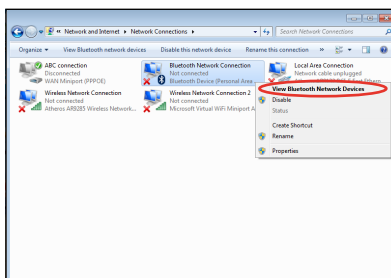 Network and Internet ▸ Network Connections ▸
Search Network Connections
Organize ▾ View Bluetooth network devices Disable this network device Rename this connection »
ABC connection
Disconnected
WAN Miniport (PPPOE)
Bluetooth Network Connection
Not connected
Bluetooth Device (Personal Area ...
Local Area Connection
Network cable unplugged
Wireless Network Connection
Not connected
Atheros AR9285 Wireless Network...
Wireless Network Connection 2
Not connected
Microsoft Virtual WiFi Miniport A
View Bluetooth Network Devices
Disable
Status
Create Shortcut
Rename
Properties